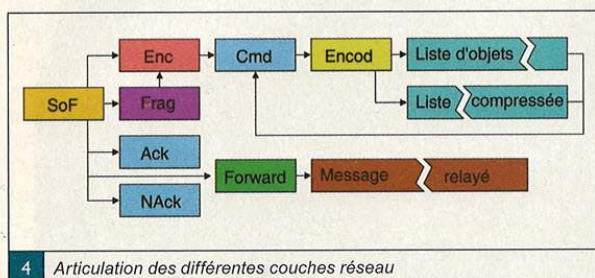 Enc
Cmd
Encod
Liste d'objets
SoF
Frag
Liste compressée
Ack
Forward
Message relayé
NAck
4 Articulation des différentes couches réseau